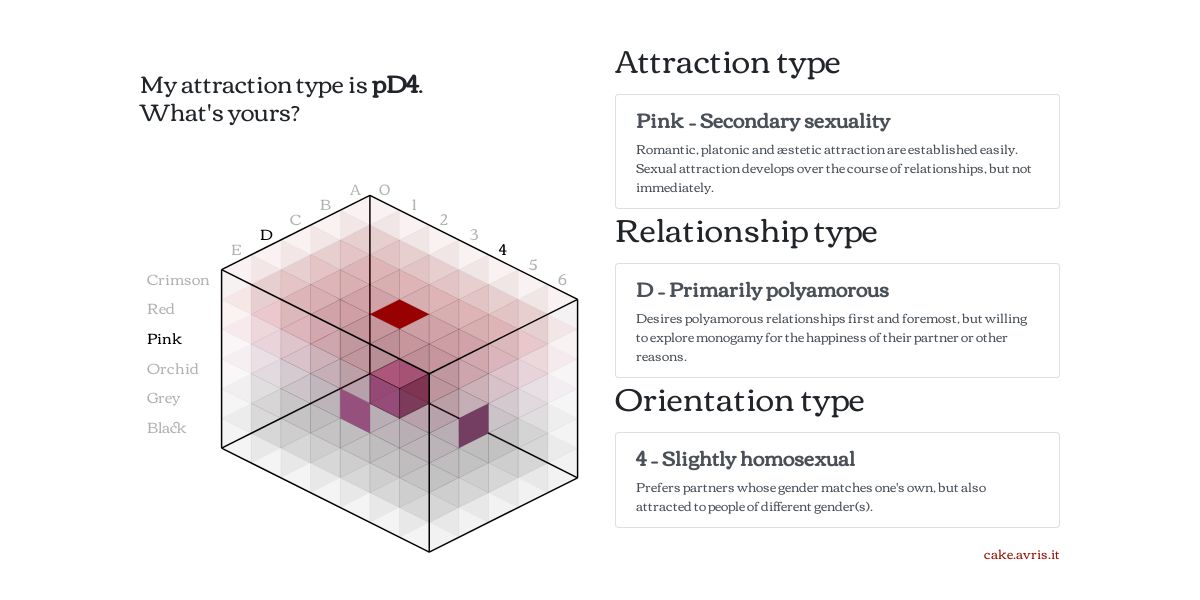 My attraction type is pD4.
What's yours?
A O
B 1
C 2
D 3
E 4
5
6
Crimson
Red
Pink
Orchid
Grey
Black
Attraction type
Pink – Secondary sexuality
Romantic, platonic and æstetic attraction are established easily.
Sexual attraction develops over the course of relationships, but not
immediately.
Relationship type
D – Primarily polyamorous
Desires polyamorous relationships first and foremost, but willing
to explore monogamy for the happiness of their partner or other
reasons.
Orientation type
4 – Slightly homosexual
Prefers partners whose gender matches one's own, but also
attracted to people of different gender(s).
cake.avris.it